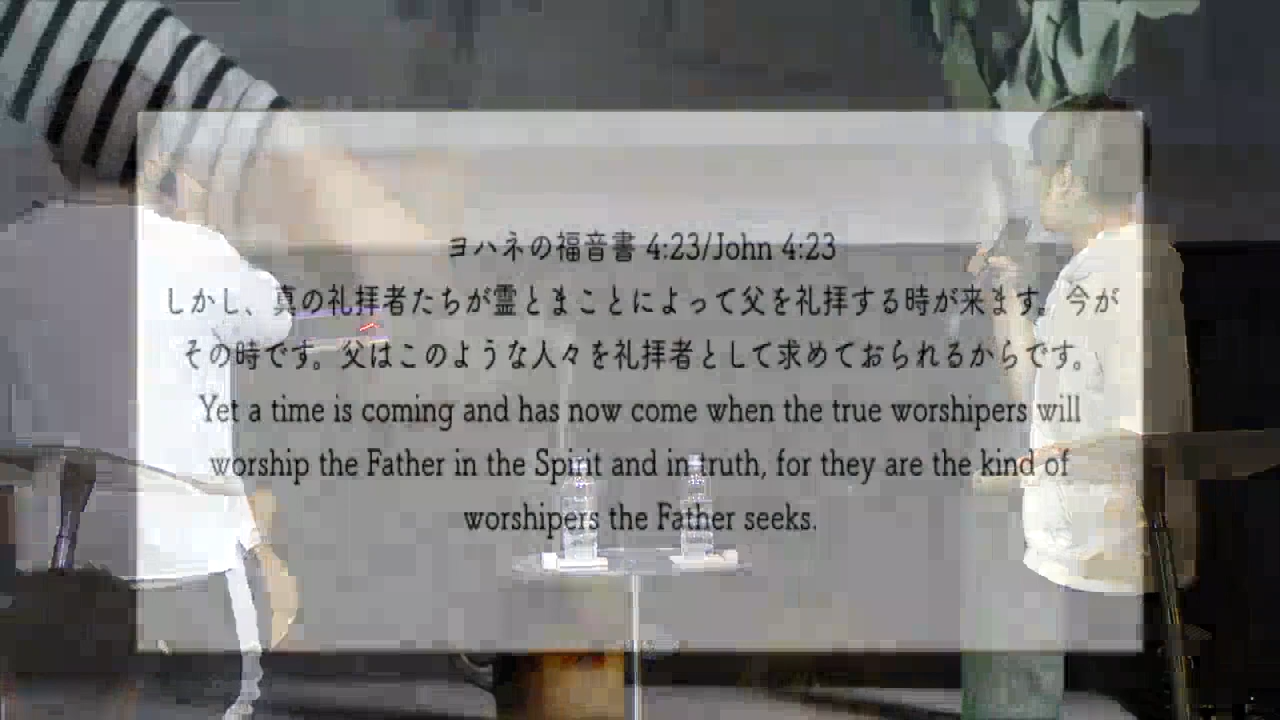 ヨハネの福音書 4:23/John 4:23
しかし、真の礼拝者たちが霊とまことによって父を礼拝する時が来ます。今が
その時です。父はこのような人々を礼拝者として求めておられるからです。
Yet a time is coming and has now come when the true worshipers will
worship the Father in the Spirit and in truth, for they are the kind of
worshipers the Father seeks.